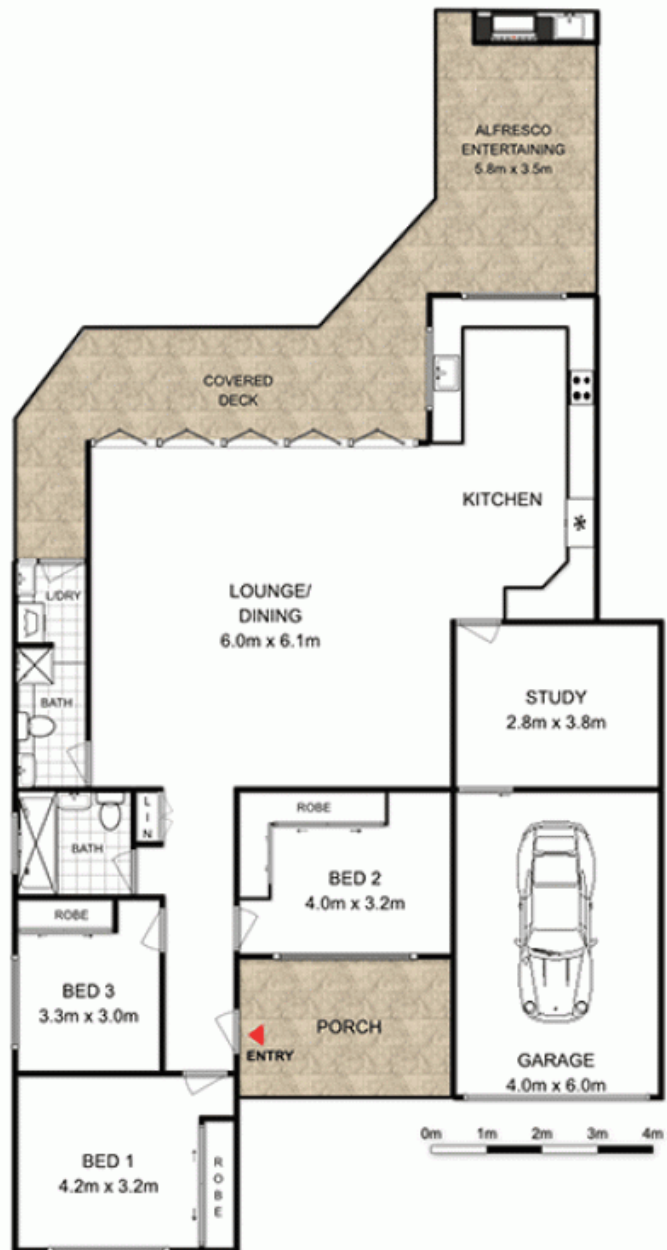 ALFRESCO
ENTERTAINING
5.8m x 3.5m
COVERED
DECK
KITCHEN
LOUNGE/
DINING
6.0m x 6.1m
L/DRY
STUDY
2.8m x 3.8m
BATH
LIN
ROBE
BATH
BED 2
4.0m x 3.2m
ROBE
BED 3
3.3m x 3.0m
PORCH
ENTRY
GARAGE
4.0m x 6.0m
0m 1m 2m 3m 4m
BED 1
4.2m x 3.2m
ROBE